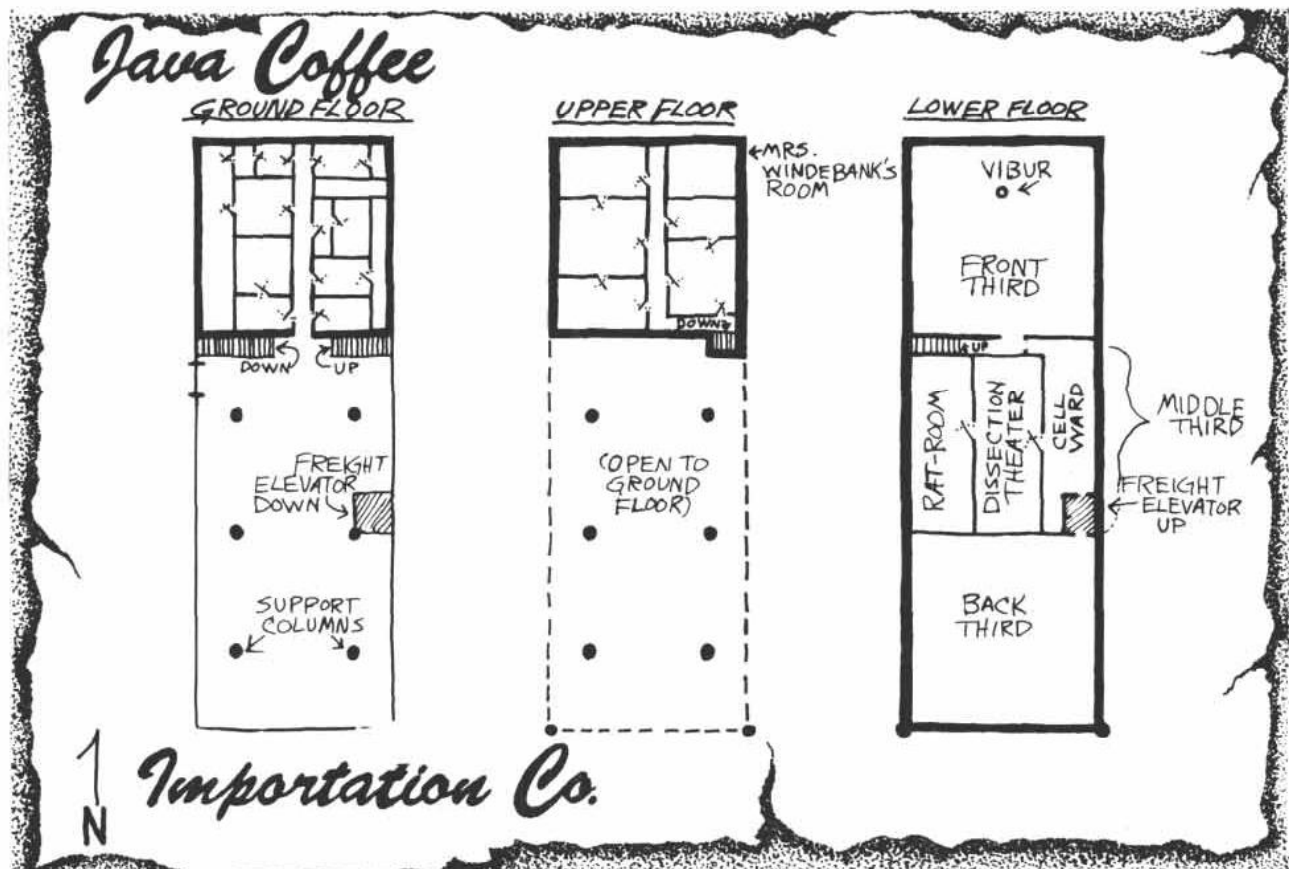 Java Coffee
GROUND FLOOR
DOWN
UP
FREIGHT
ELEVATOR
DOWN
SUPPORT
COLUMNS
UPPER FLOOR
MRS.
WINDEBANK'S
ROOM
DOWN
(OPEN TO
GROUND
FLOOR)
LOWER FLOOR
VIBUR
FRONT
THIRD
UP
RAT-ROOM
DISSECTION
THEATER
CELL
WARD
MIDDLE
THIRD
FREIGHT
ELEVATOR
UP
BACK
THIRD
N
Importation Co.